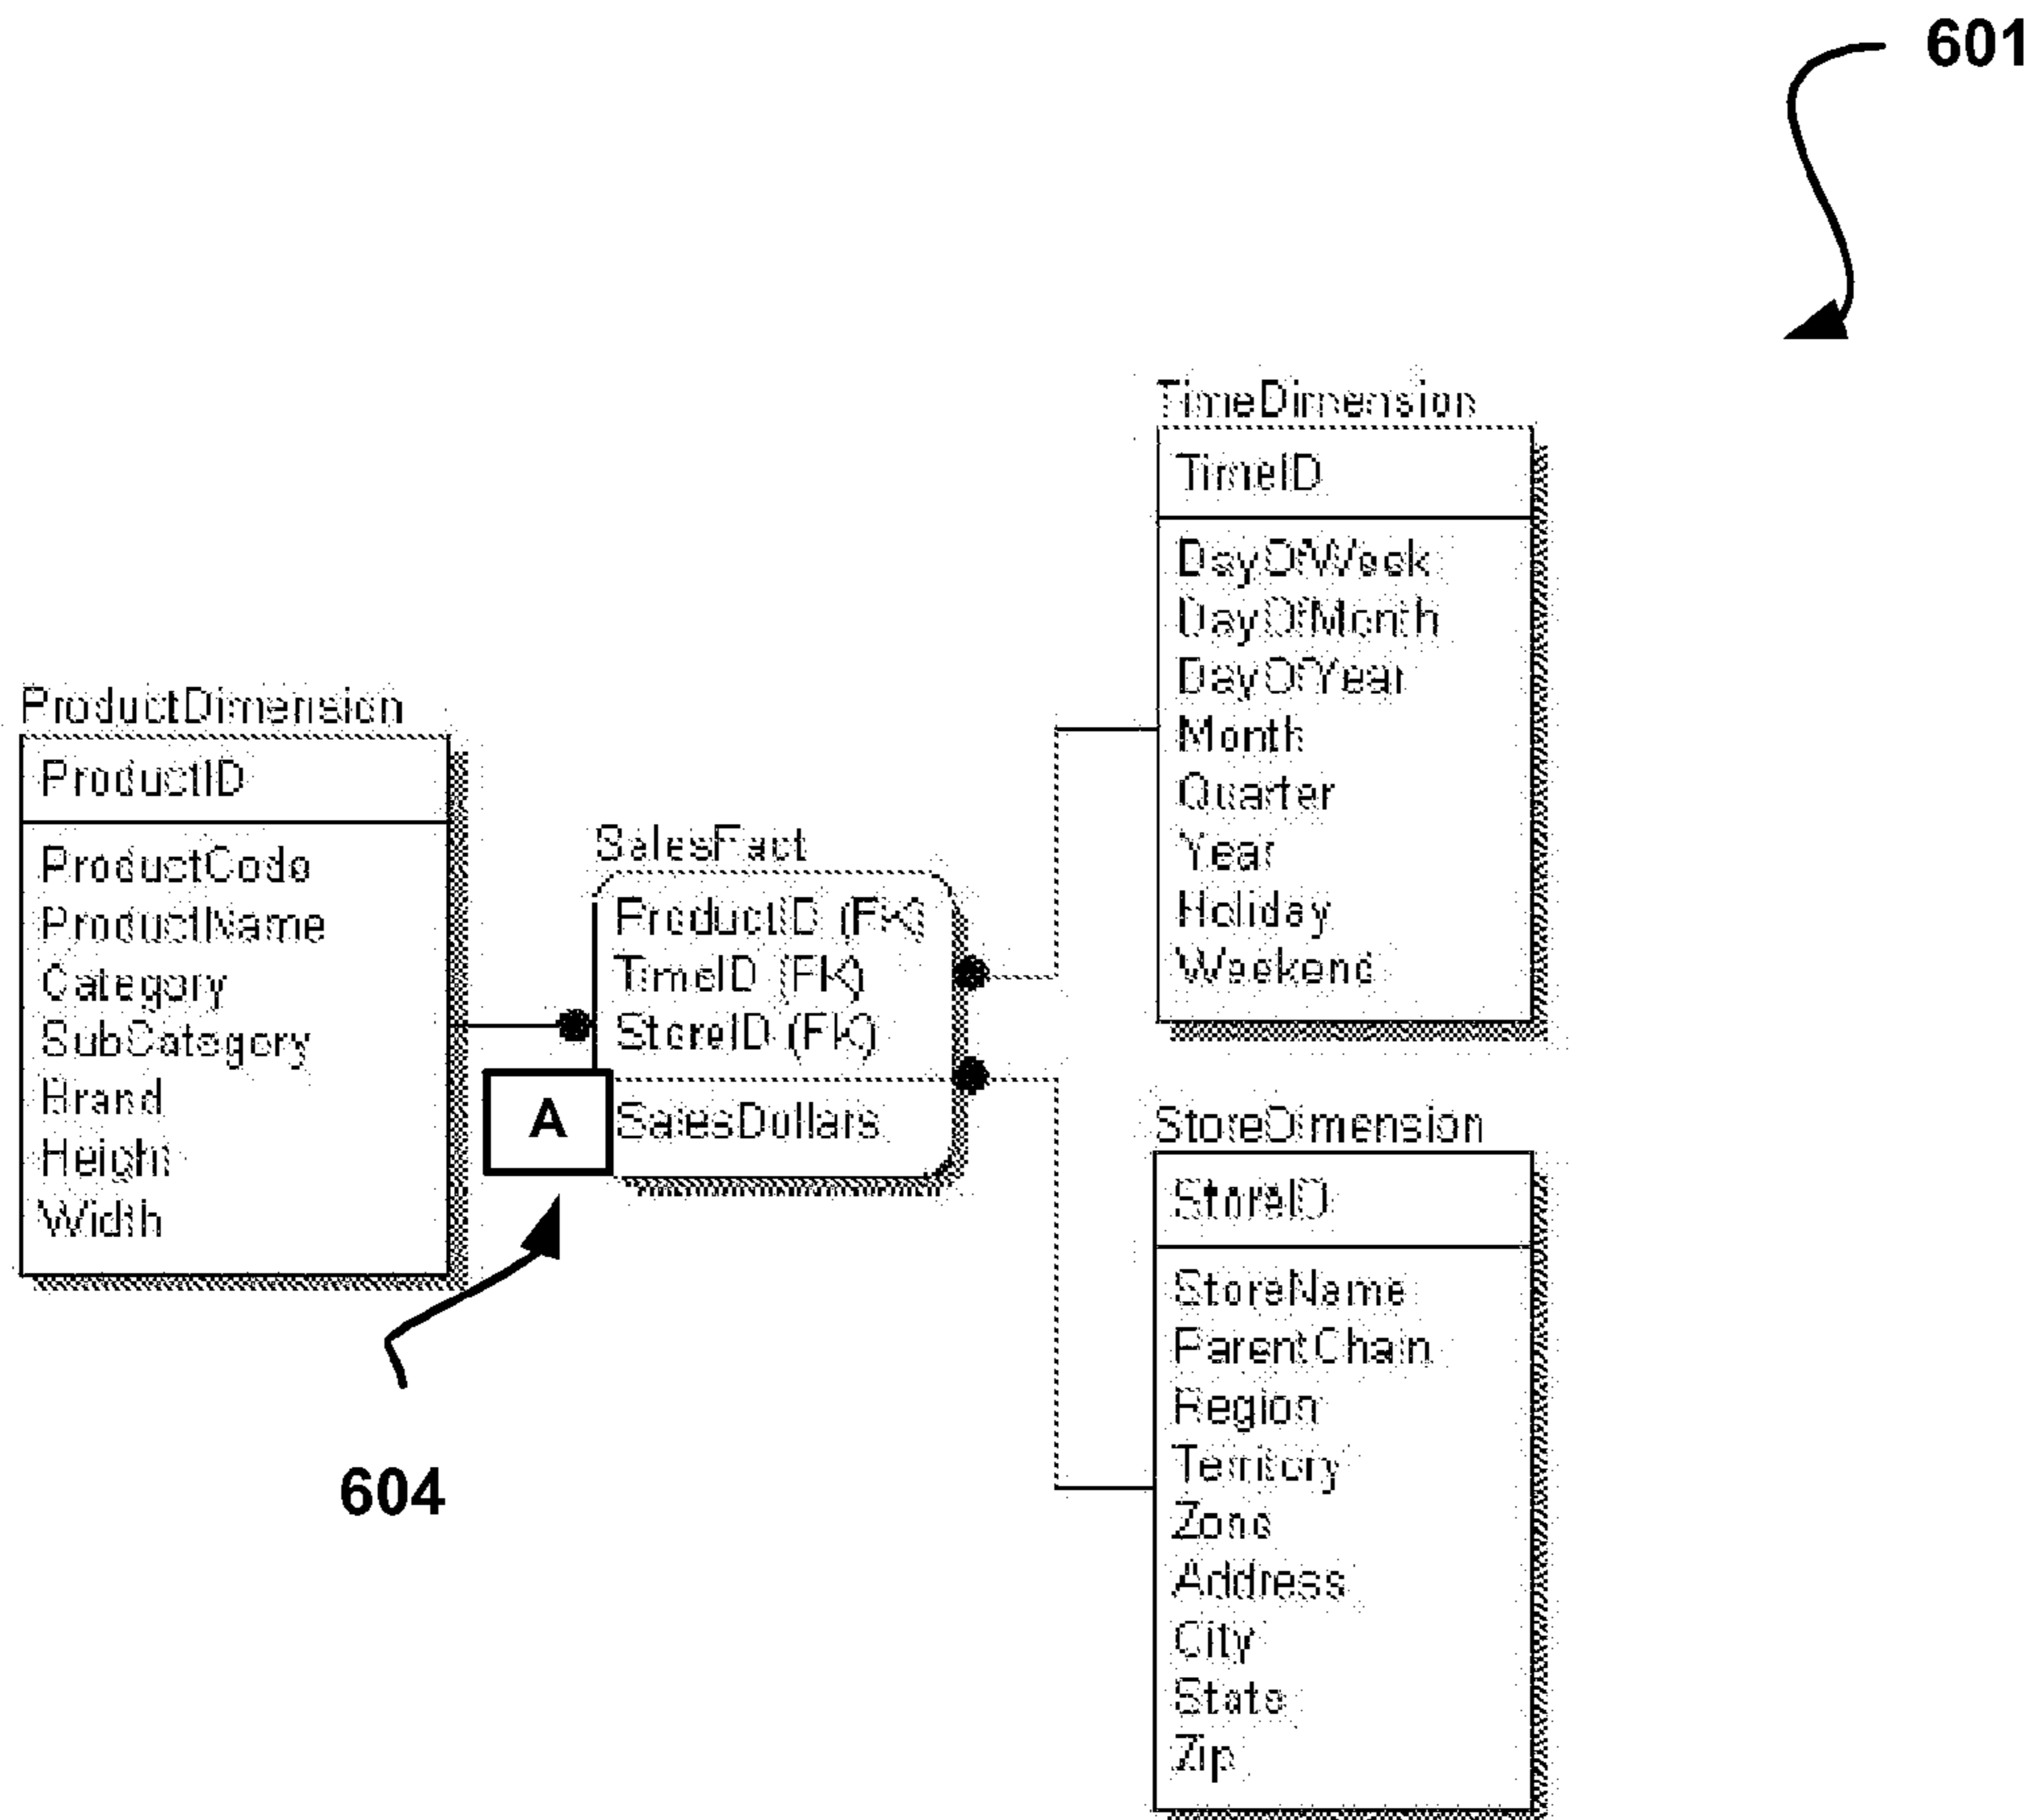 601
TimeDimension
TimeID
DayOfWeek
DayOfMonth
DayOfYear
Month
Quarter
Year
Holiday
Weekend
ProductDimension
ProductID
ProductCode
ProductName
Category
SubCategory
Brand
Height
Width
SalesFact
ProductID (FK)
TimeID (FK)
StoreID (FK)
SalesDollars
A
604
StoreDimension
StoreID
StoreName
ParentChain
Region
Territory
Zone
Address
City
State
Zip